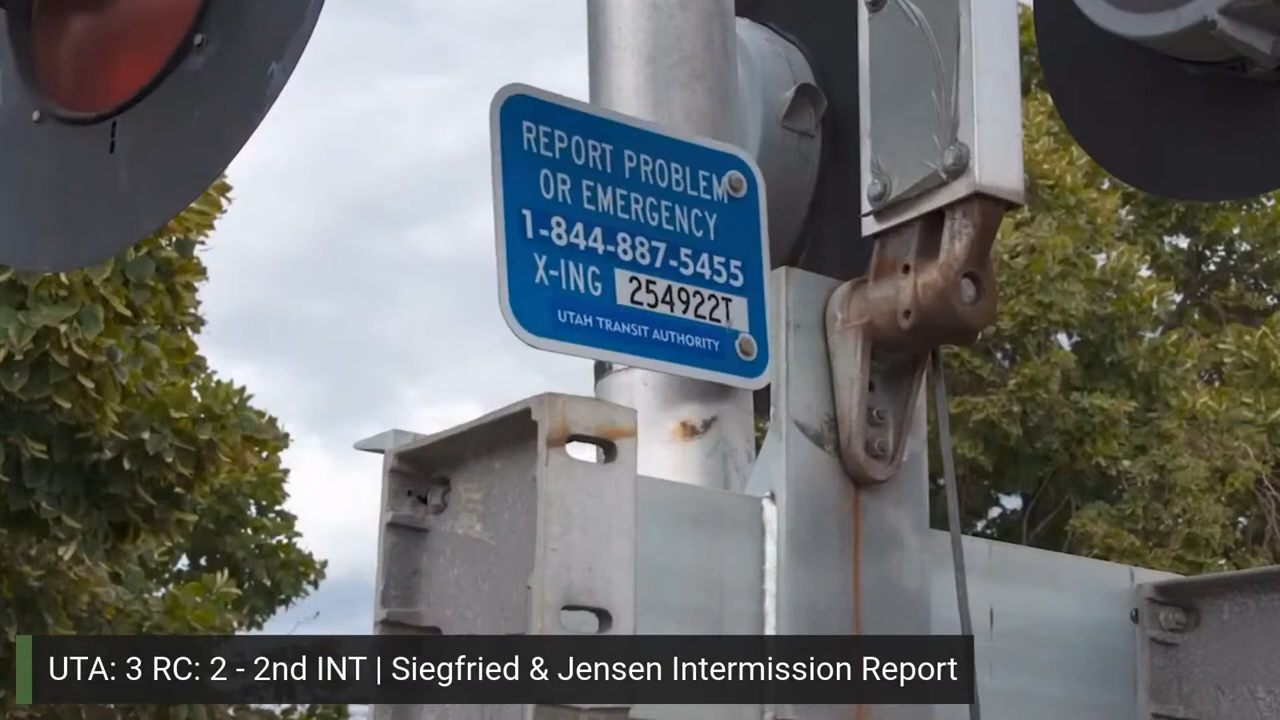 REPORT PROBLEM
OR EMERGENCY
1-844-887-5455
X-ING 254922T
UTAH TRANSIT AUTHORITY
UTA: 3 RC: 2 - 2nd INT | Siegfried & Jensen Intermission Report